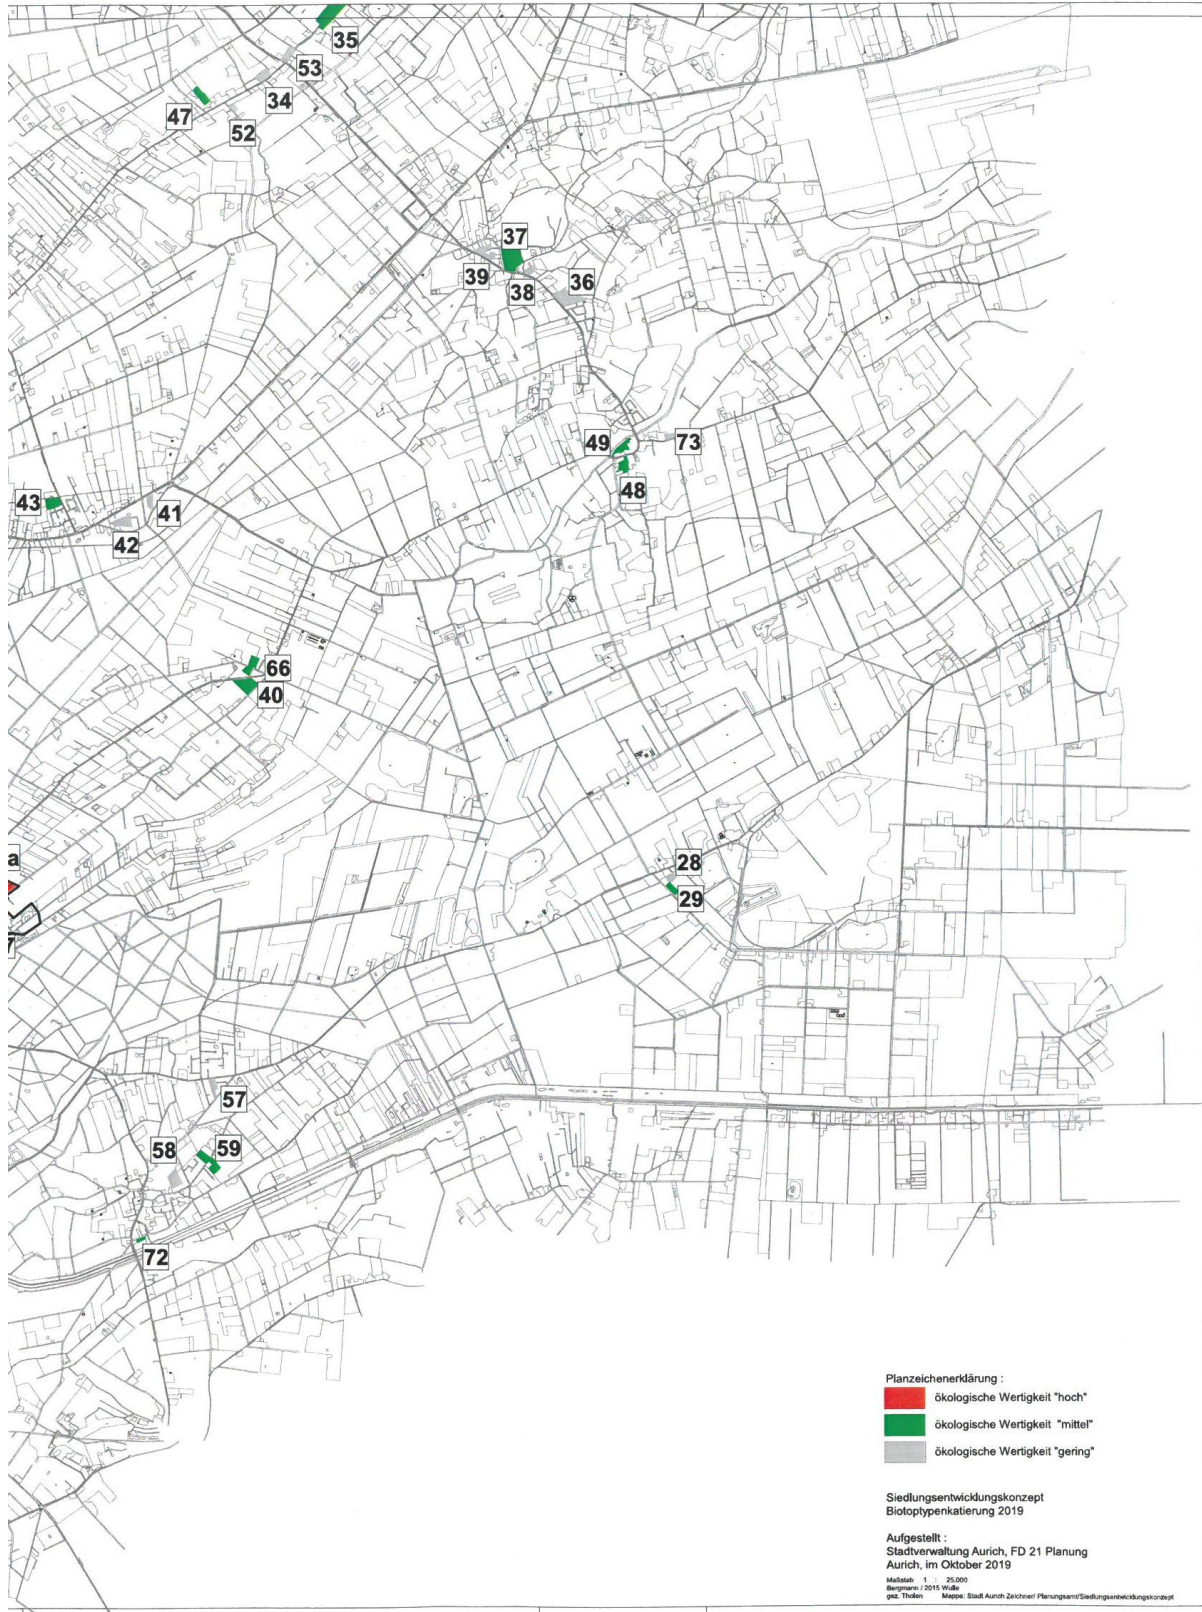 35
53
34
47
52
37
39
38
36
49
73
48
43
41
42
66
40
a
7
28
29
57
58
59
72
Planzeichenerklärung :
ökologische Wertigkeit "hoch"
ökologische Wertigkeit "mittel"
ökologische Wertigkeit "gering"
Siedlungsentwicklungskonzept
Biotoptypenkatierung 2019
Aufgestellt :
Stadtverwaltung Aurich, FD 21 Planung
Aurich, im Oktober 2019
Maßstab 1 : 25.000
Bergmann / 2015 Wulle
gez. Tholen Mappe: Stadt Aurich Zeichner/ Planungsamt/Siedlungsentwicklungskonzept